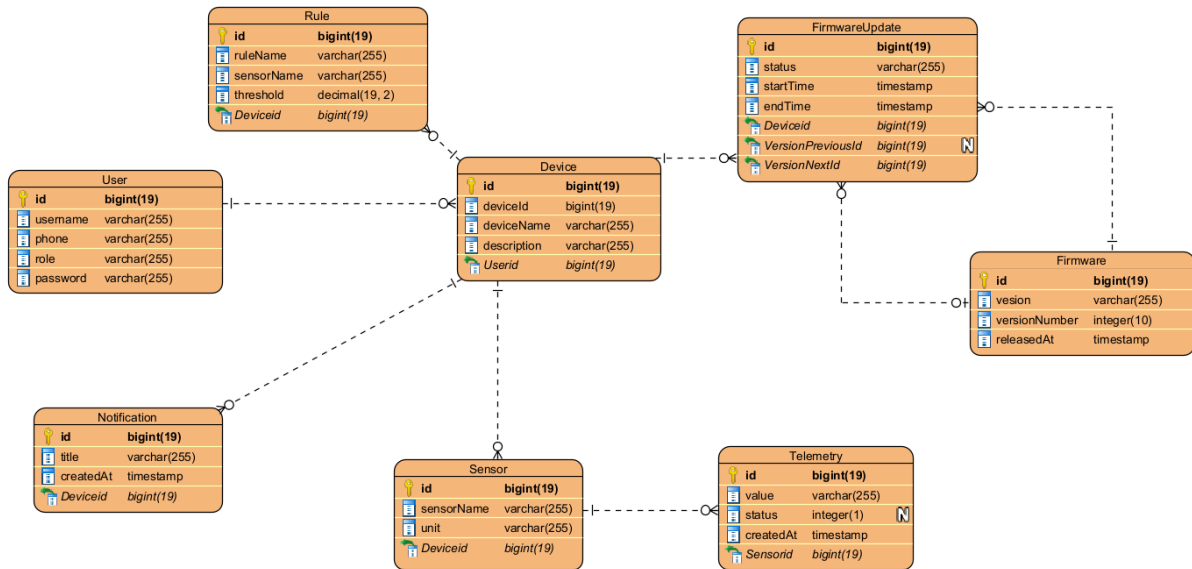 Rule
id bigint(19)
ruleName varchar(255)
sensorName varchar(255)
threshold decimal(19, 2)
Deviceid bigint(19)
FirmwareUpdate
id bigint(19)
status varchar(255)
startTime timestamp
endTime timestamp
Deviceid bigint(19)
VersionPreviousId bigint(19) N
VersionNextId bigint(19)
User
id bigint(19)
username varchar(255)
phone varchar(255)
role varchar(255)
password varchar(255)
Device
id bigint(19)
deviceId bigint(19)
deviceName varchar(255)
description varchar(255)
Userid bigint(19)
Firmware
id bigint(19)
vesion varchar(255)
versionNumber integer(10)
releasedAt timestamp
Notification
id bigint(19)
title varchar(255)
createdAt timestamp
Deviceid bigint(19)
Sensor
id bigint(19)
sensorName varchar(255)
unit varchar(255)
Deviceid bigint(19)
Telemetry
id bigint(19)
value varchar(255)
status integer(1) N
createdAt timestamp
Sensorid bigint(19)